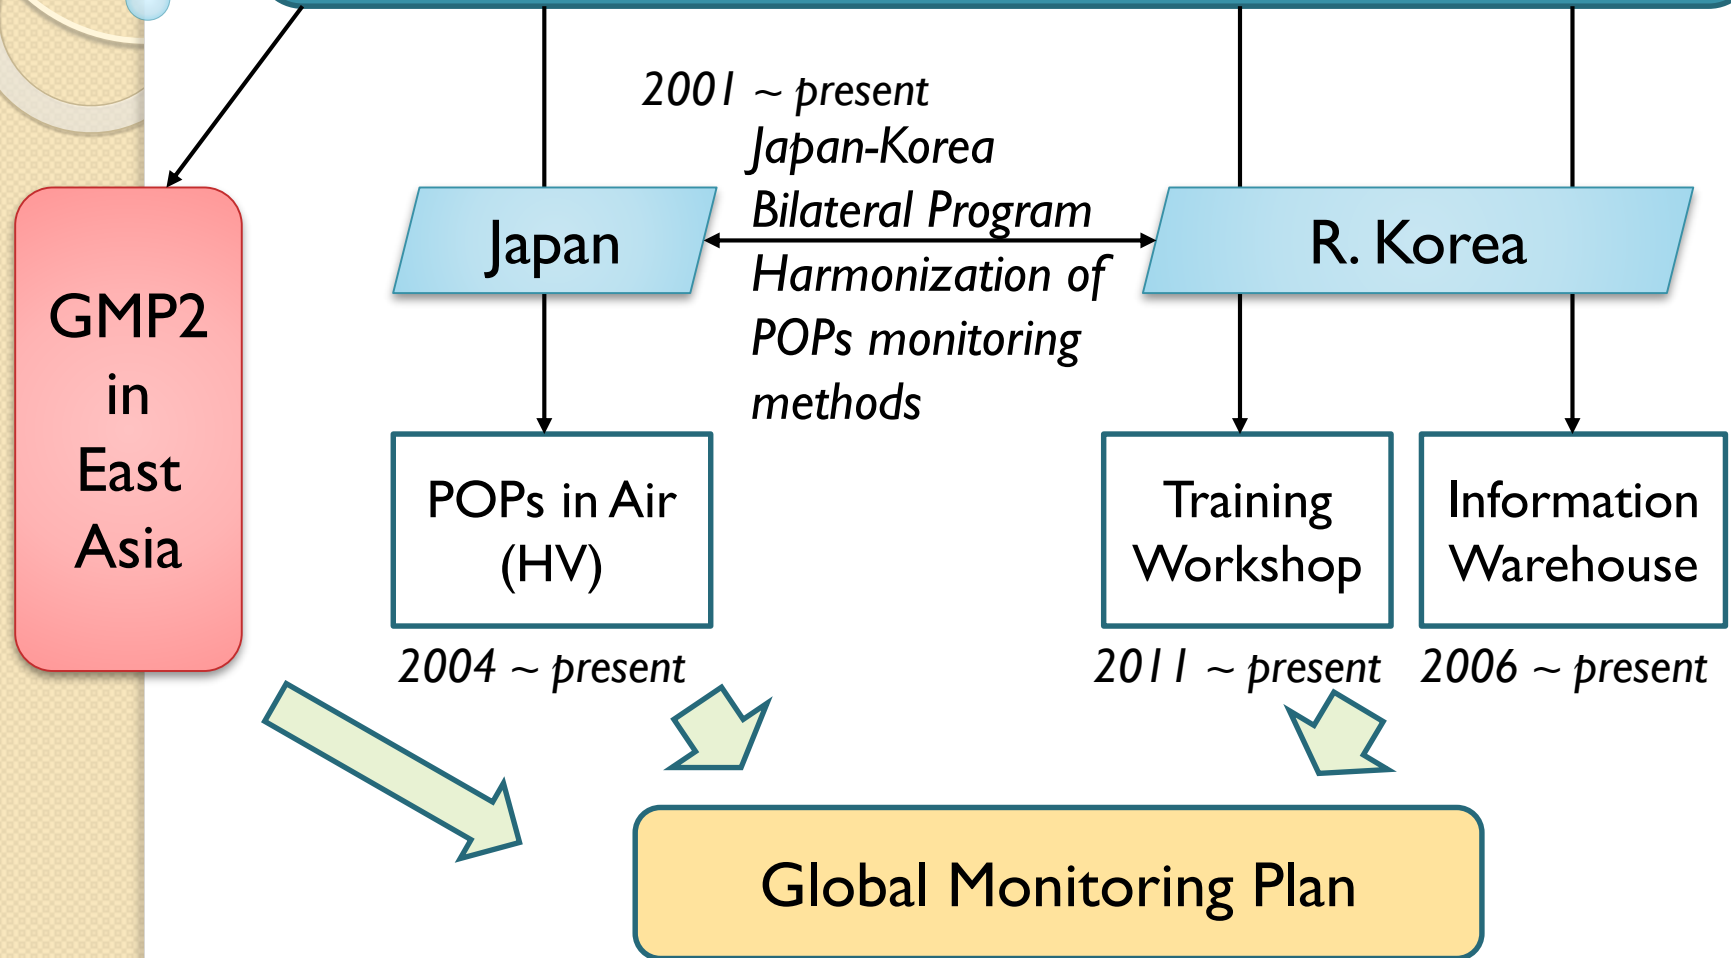 2001 ~ present
Japan-Korea
Bilateral Program
Harmonization of
POPs monitoring
methods
Japan
R. Korea
GMP2
in
East
Asia
POPs in Air
(HV)
2004 ~ present
Training
Workshop
2011 ~ present
Information
Warehouse
2006 ~ present
Global Monitoring Plan